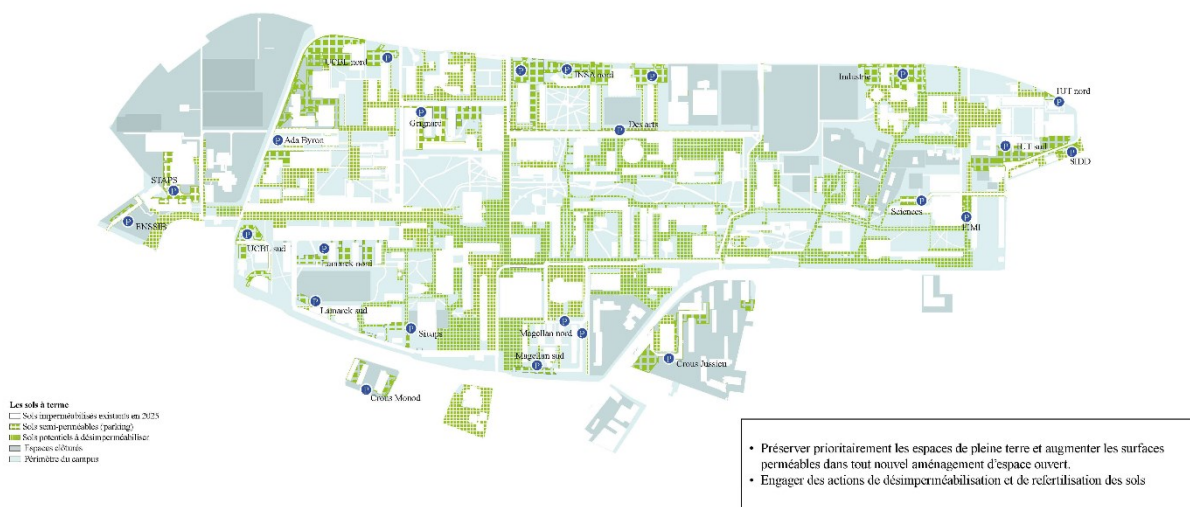 UCBL nord
P
P
P
INSA nord
P
Industrie
P
IUT nord
P
P
Grignard
Des arts
P
P
Ada Byron
P
IUT sud
P
SIDD
STAPS
P
P
Sciences
P
ENSSIB
P
HMI
P
UCBL sud
P
Lamarck nord
P
Lamarck sud
P
P
Magellan nord
P
Magellan sud
P
P
Crous Jussieu
P
Crous Monod
Les sols à terme
Sols imperméabilisés existants en 2025
Sols semi-perméables (parking)
Sols potentiels à désimperméabiliser
Espaces clôturés
Périmètre du campus
• Préserver prioritairement les espaces de pleine terre et augmenter les surfaces
perméables dans tout nouvel aménagement d'espace ouvert.
• Engager des actions de désimperméabilisation et de refertilisation des sols